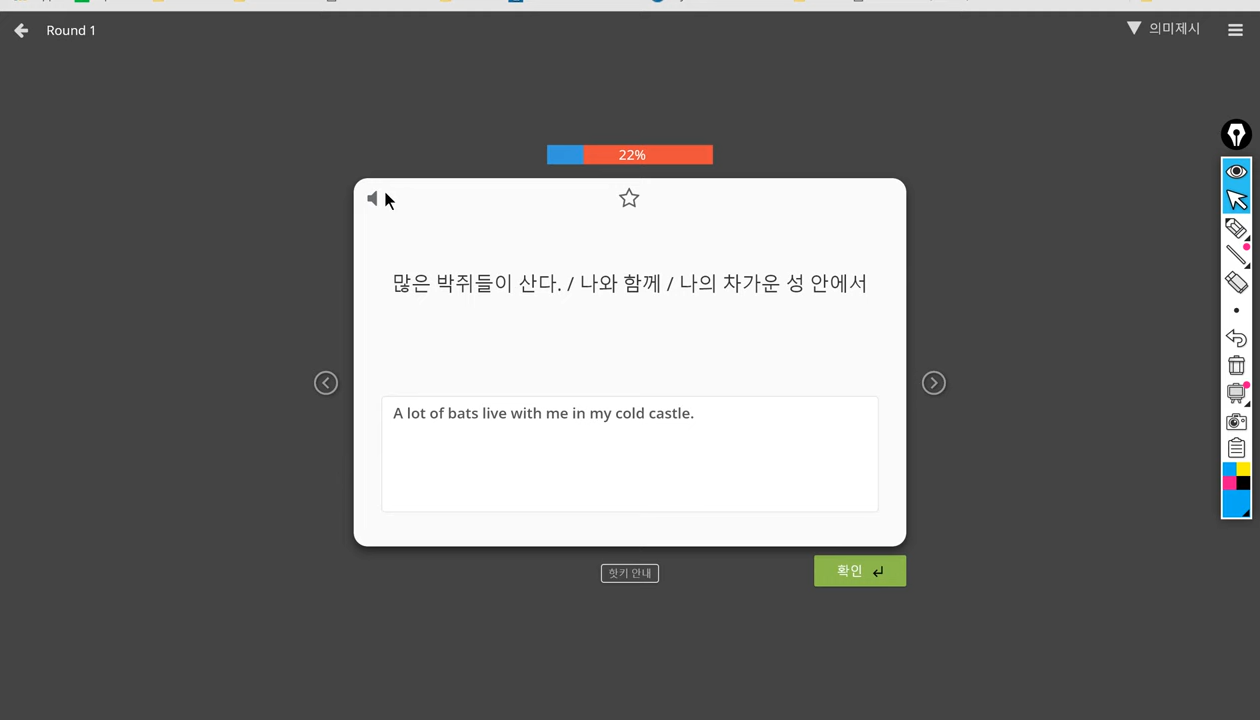 Round 1
의미제시
22%
많은 박쥐들이 산다. / 나와 함께 / 나의 차가운 성 안에서
A lot of bats live with me in my cold castle.
핫키 안내
확인